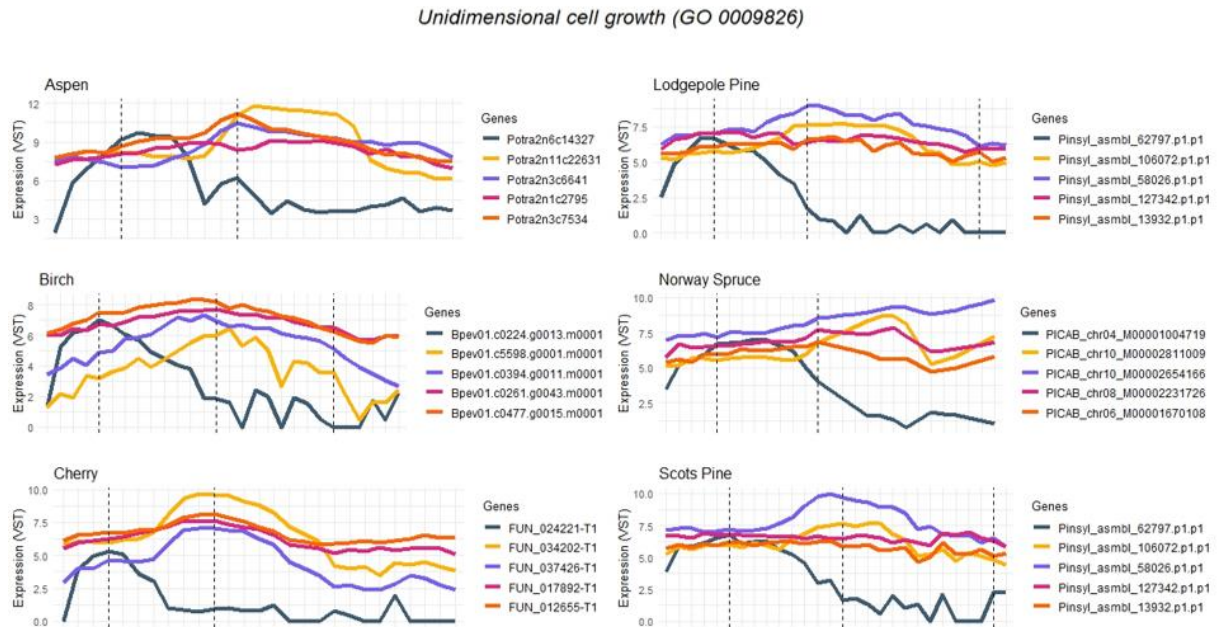 Unidimensional cell growth (GO 0009826)
Aspen
Expression (VST)
12
9
6
3
Genes
Potra2n6c14327
Potra2n11c22631
Potra2n3c6641
Potra2n1c2795
Potra2n3c7534
Lodgepole Pine
Expression (VST)
7.5
5.0
2.5
0.0
Genes
Pinsyl_asmbl_62797.p1.p1
Pinsyl_asmbl_106072.p1.p1
Pinsyl_asmbl_58026.p1.p1
Pinsyl_asmbl_127342.p1.p1
Pinsyl_asmbl_13932.p1.p1
Birch
Expression (VST)
8
6
4
2
0
Genes
Bpev01.c0224.g0013.m0001
Bpev01.c5598.g0001.m0001
Bpev01.c0394.g0011.m0001
Bpev01.c0261.g0043.m0001
Bpev01.c0477.g0015.m0001
Norway Spruce
Expression (VST)
10.0
7.5
5.0
2.5
Genes
PICAB_chr04_M00001004719
PICAB_chr10_M00002811009
PICAB_chr10_M00002654166
PICAB_chr08_M00002231726
PICAB_chr06_M00001670108
Cherry
Expression (VST)
10.0
7.5
5.0
2.5
0.0
Genes
FUN_024221-T1
FUN_034202-T1
FUN_037426-T1
FUN_017892-T1
FUN_012655-T1
Scots Pine
Expression (VST)
10.0
7.5
5.0
2.5
0.0
Genes
Pinsyl_asmbl_62797.p1.p1
Pinsyl_asmbl_106072.p1.p1
Pinsyl_asmbl_58026.p1.p1
Pinsyl_asmbl_127342.p1.p1
Pinsyl_asmbl_13932.p1.p1